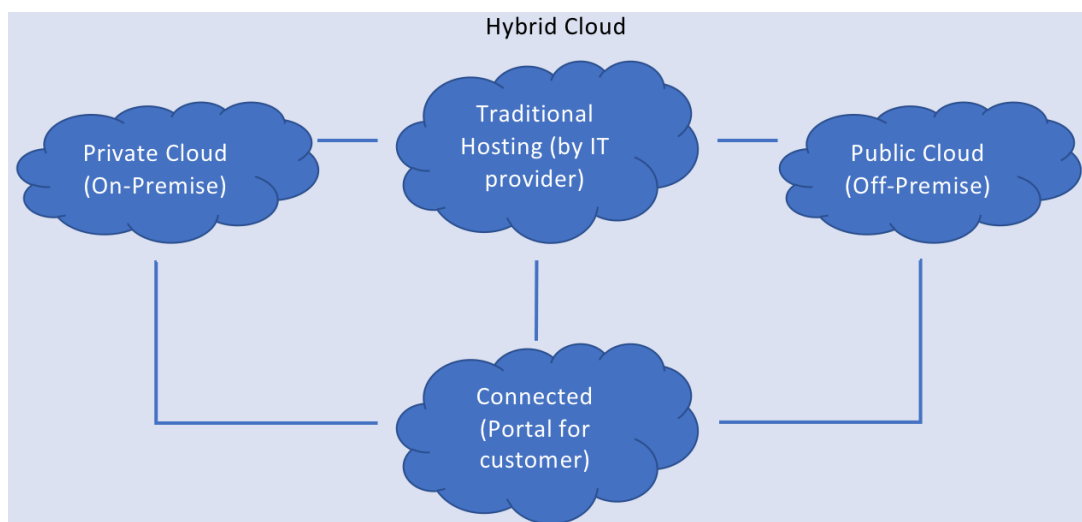 Hybrid Cloud
Private Cloud
(On-Premise)
Traditional
Hosting (by IT
provider)
Public Cloud
(Off-Premise)
Connected
(Portal for
customer)